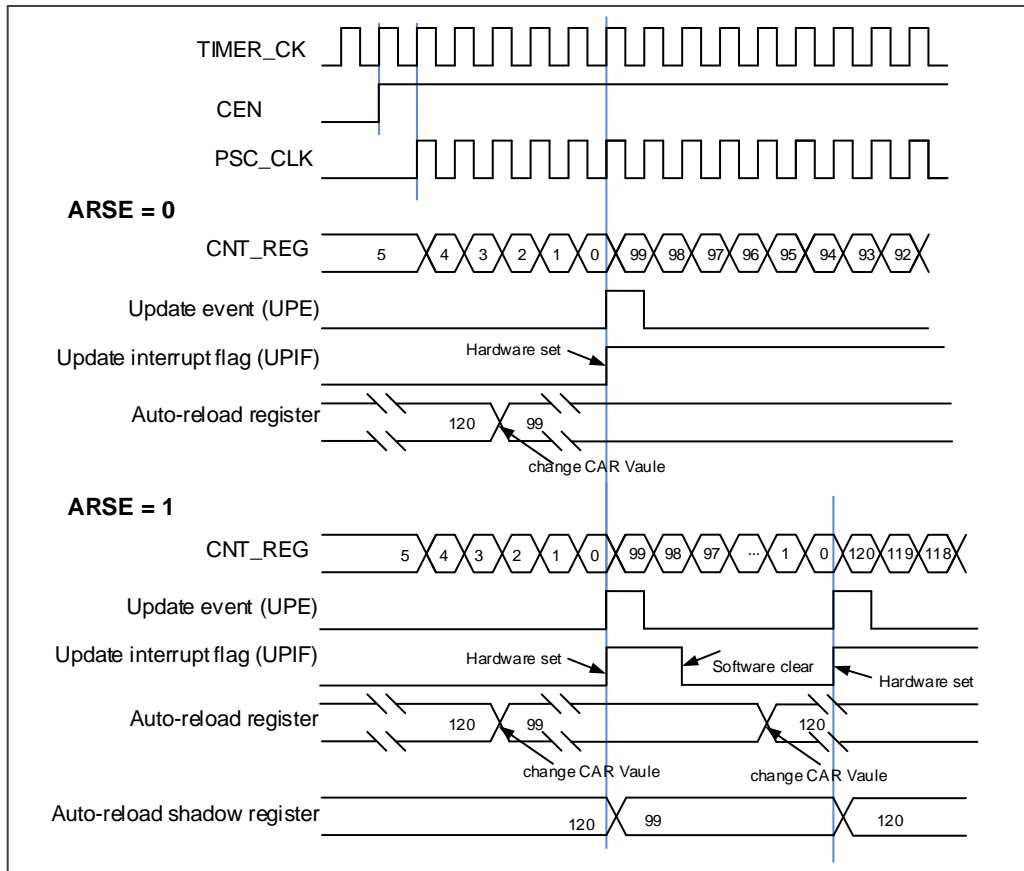 TIMER_CK
CEN
PSC_CLK
ARSE = 0
CNT_REG 5 4 3 2 1 0 99 98 97 96 95 94 93 92
Update event (UPE)
Update interrupt flag (UPIF) Hardware set
Auto-reload register 120 99
change CAR Vaule
ARSE = 1
CNT_REG 5 4 3 2 1 0 99 98 97 ... 1 0 120 119 118
Update event (UPE)
Update interrupt flag (UPIF) Hardware set Software clear Hardware set
Auto-reload register 120 99 120
change CAR Vaule change CAR Vaule
Auto-reload shadow register 120 99 120